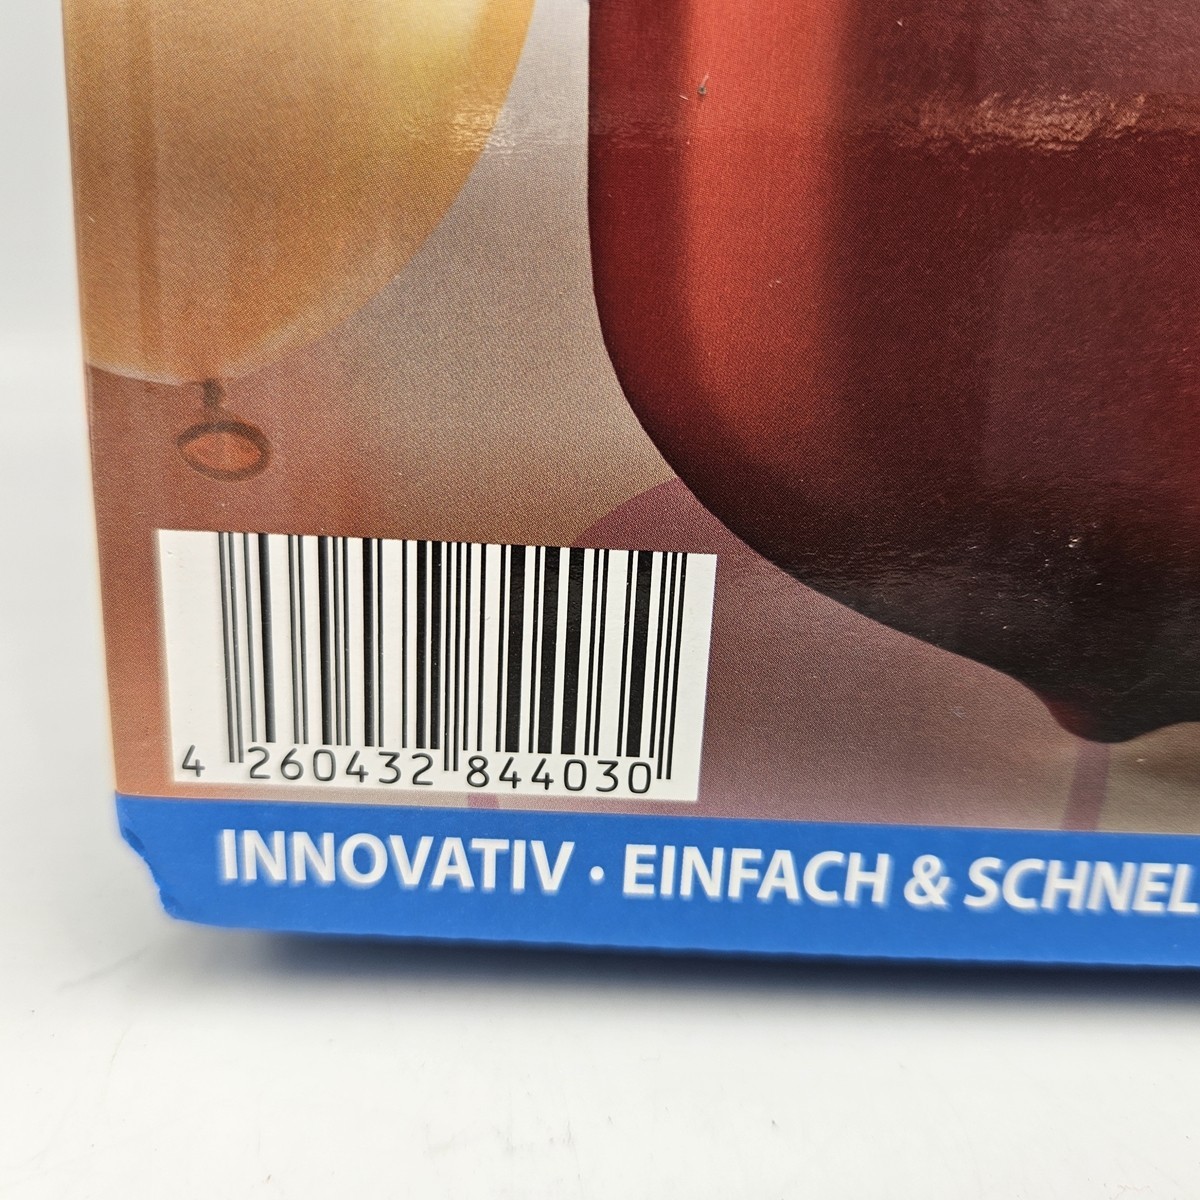 4 260432 844030
INNOVATIV · EINFACH & SCHNEL